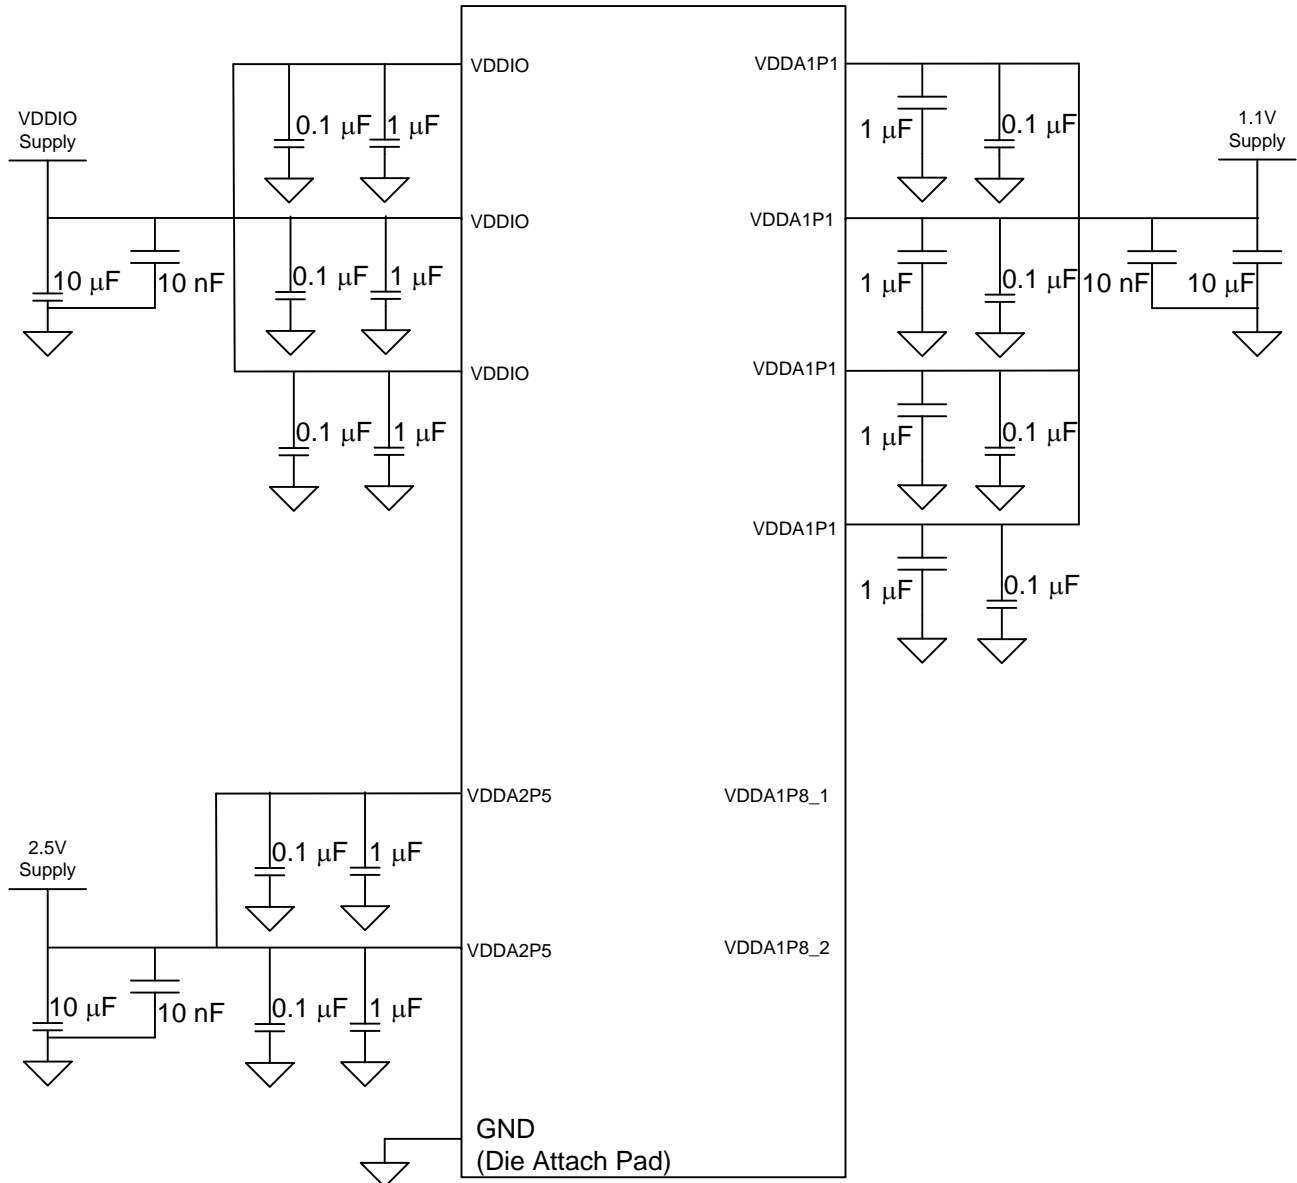 VDDIO
VDDA1P1
0.1 μF
1 μF
1 μF
0.1 μF
VDDIO
Supply
1.1V
Supply
VDDIO
VDDA1P1
10 μF
10 nF
0.1 μF
1 μF
1 μF
0.1 μF
10 nF
10 μF
VDDIO
VDDA1P1
0.1 μF
1 μF
1 μF
0.1 μF
VDDA1P1
1 μF
0.1 μF
VDDA2P5
VDDA1P8_1
2.5V
Supply
0.1 μF
1 μF
VDDA2P5
VDDA1P8_2
10 μF
10 nF
0.1 μF
1 μF
GND
(Die Attach Pad)